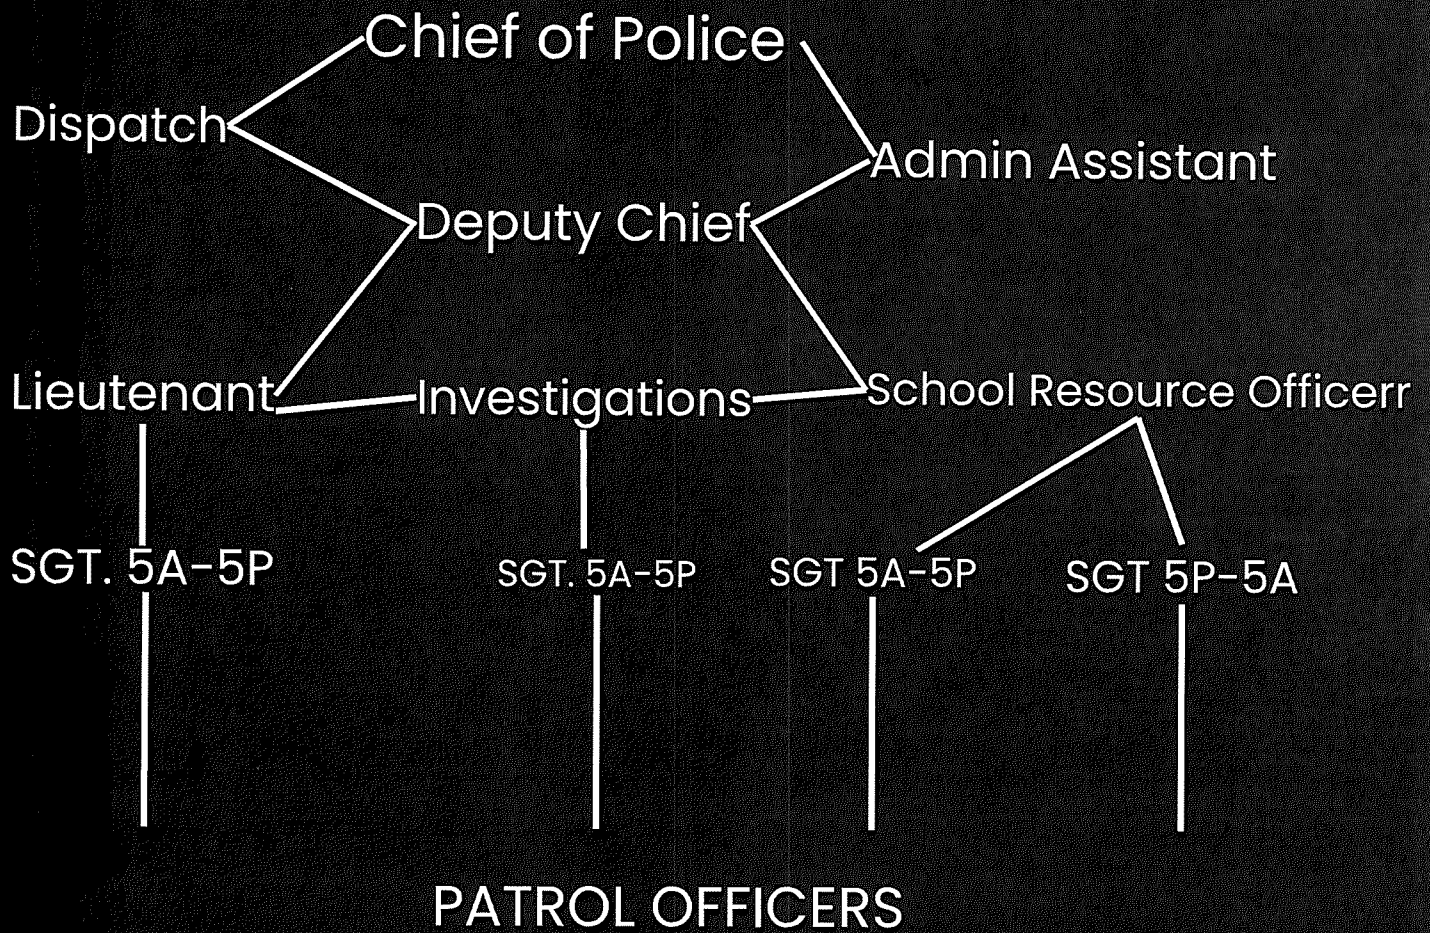 Chief of Police
Dispatch
Admin Assistant
Deputy Chief
Lieutenant
Investigations
School Resource Officerr
SGT. 5A-5P
SGT. 5A-5P
SGT 5A-5P
SGT 5P-5A
PATROL OFFICERS